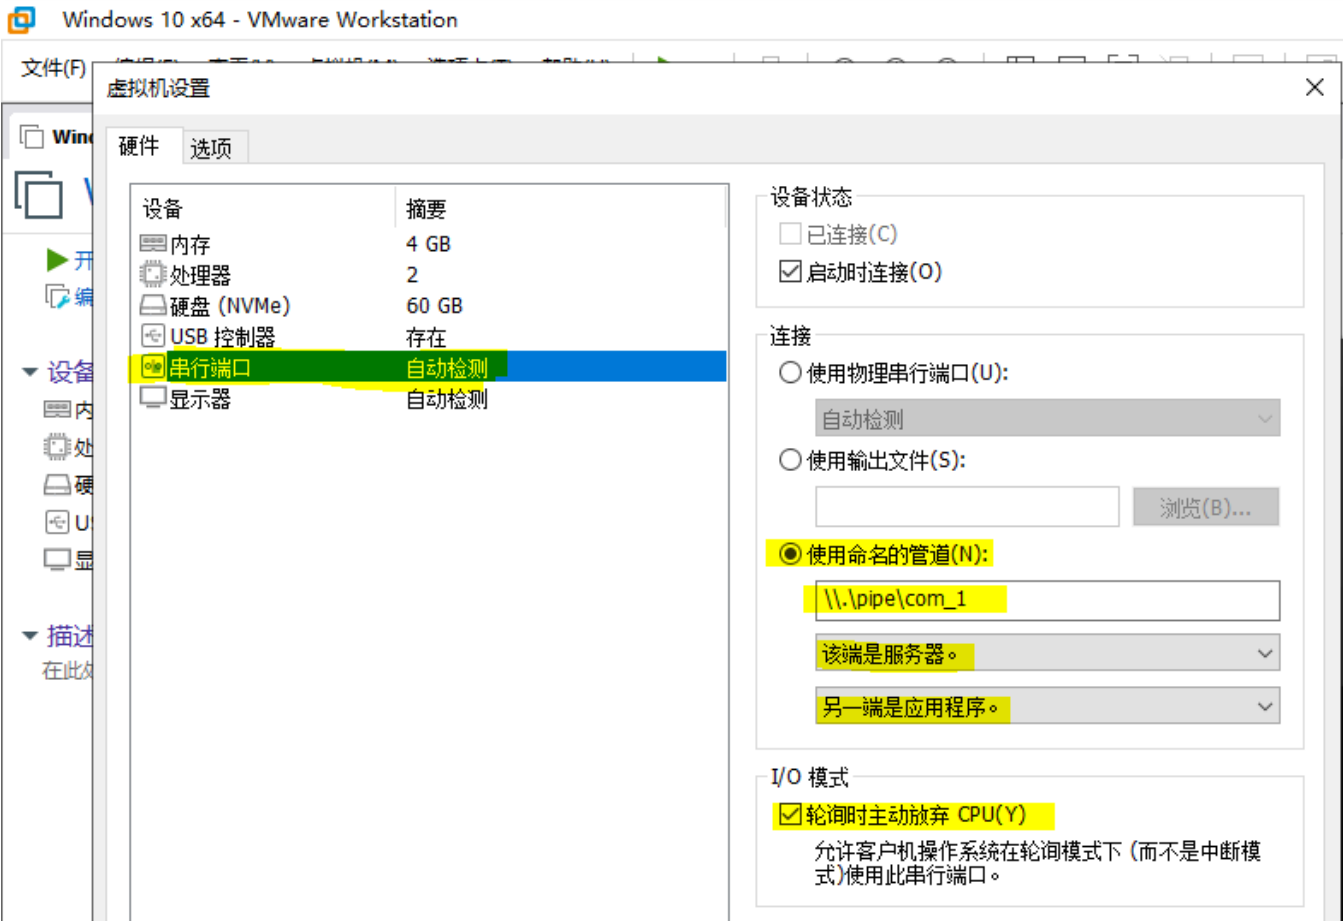 Windows 10 x64 - VMware Workstation
文件(F)
虚拟机设置
Wind
硬件 选项
设备 摘要
内存 4 GB
处理器 2
硬盘 (NVMe) 60 GB
USB 控制器 存在
串行端口 自动检测
显示器 自动检测
开
编
设备
内
处
硬
US
显
描述
在此处
设备状态
已连接(C)
启动时连接(O)
连接
使用物理串行端口(U):
自动检测
使用输出文件(S):
浏览(B)...
使用命名的管道(N):
\\.\pipe\com_1
该端是服务器。
另一端是应用程序。
I/O 模式
轮询时主动放弃 CPU(Y)
允许客户机操作系统在轮询模式下 (而不是中断模
式)使用此串行端口。